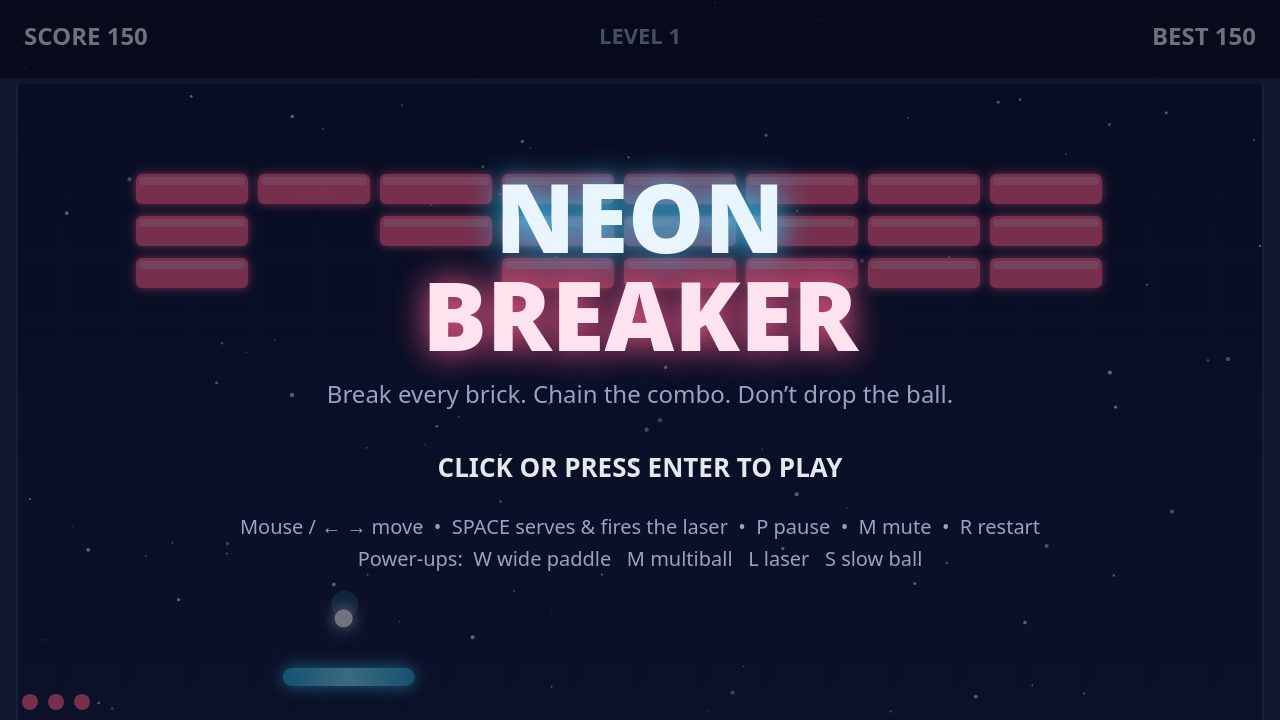 SCORE 150
LEVEL 1
BEST 150
NEON
BREAKER
Break every brick. Chain the combo. Don’t drop the ball.
CLICK OR PRESS ENTER TO PLAY
Mouse / ← → move • SPACE serves & fires the laser • P pause • M mute • R restart
Power-ups: W wide paddle M multiball L laser S slow ball